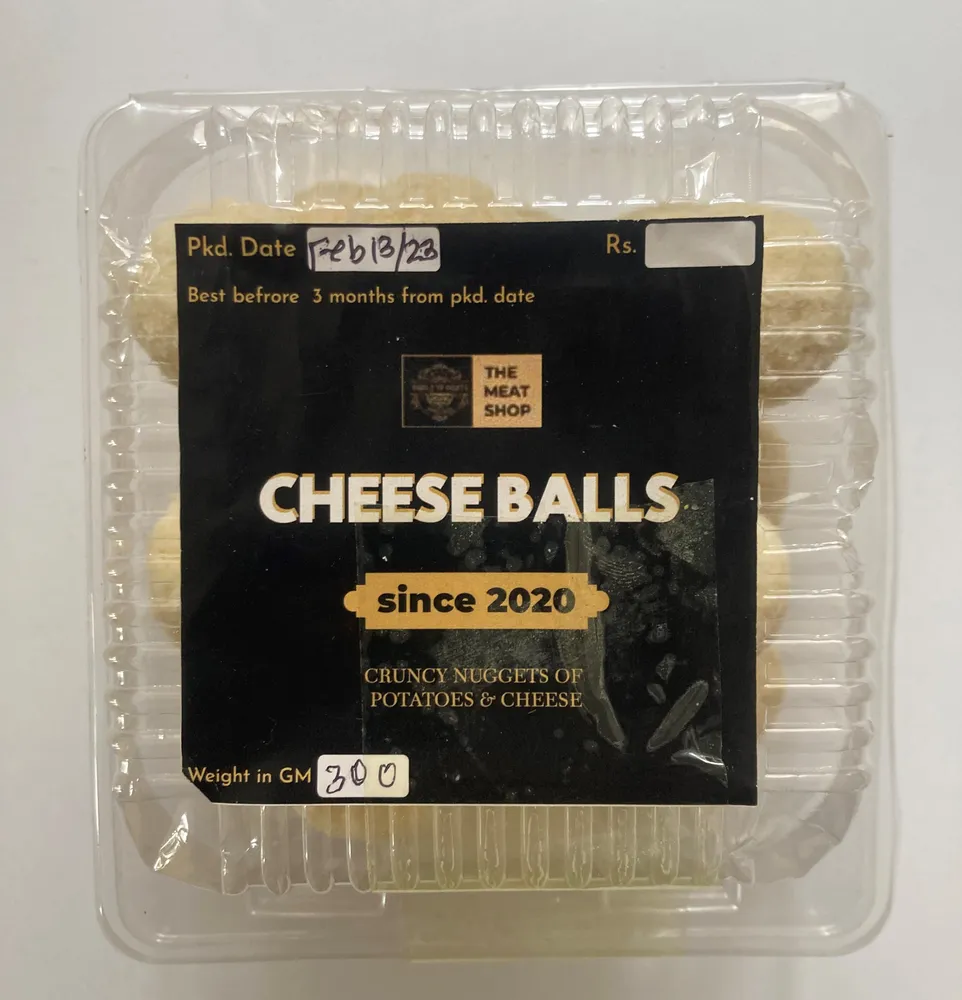 Pkd. Date Feb13/23
Rs.
Best befrore 3 months from pkd. date
THE
MEAT
SHOP
CHEESE BALLS
since 2020
CRUNCY NUGGETS OF
POTATOES & CHEESE
Weight in GM 300